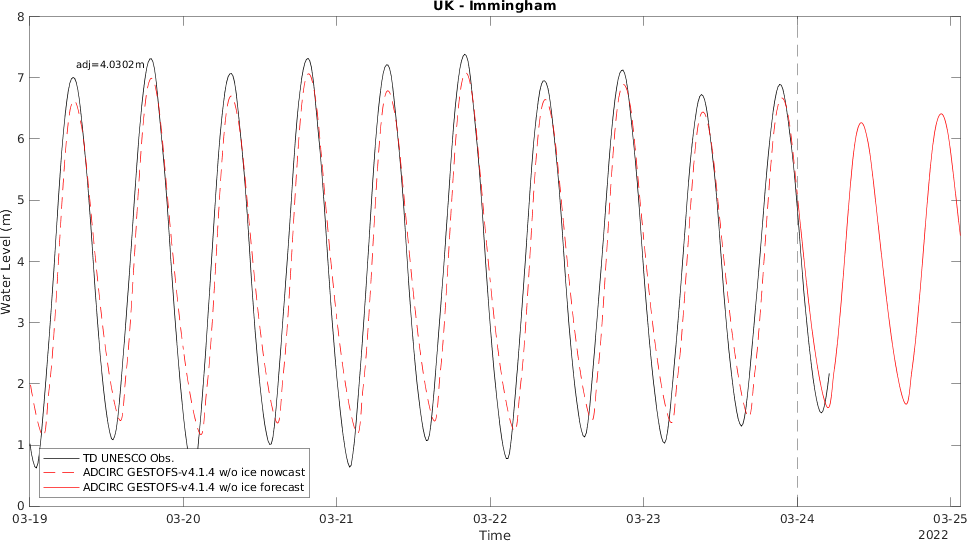 UK - Immingham
8
adj=4.0302m
7
6
5
4
3
2
1
0
Water Level (m)
TD UNESCO Obs.
ADCIRC GESTOFS-v4.1.4 w/o ice nowcast
ADCIRC GESTOFS-v4.1.4 w/o ice forecast
03-19 03-20 03-21 03-22 03-23 03-24 03-25
Time
2022